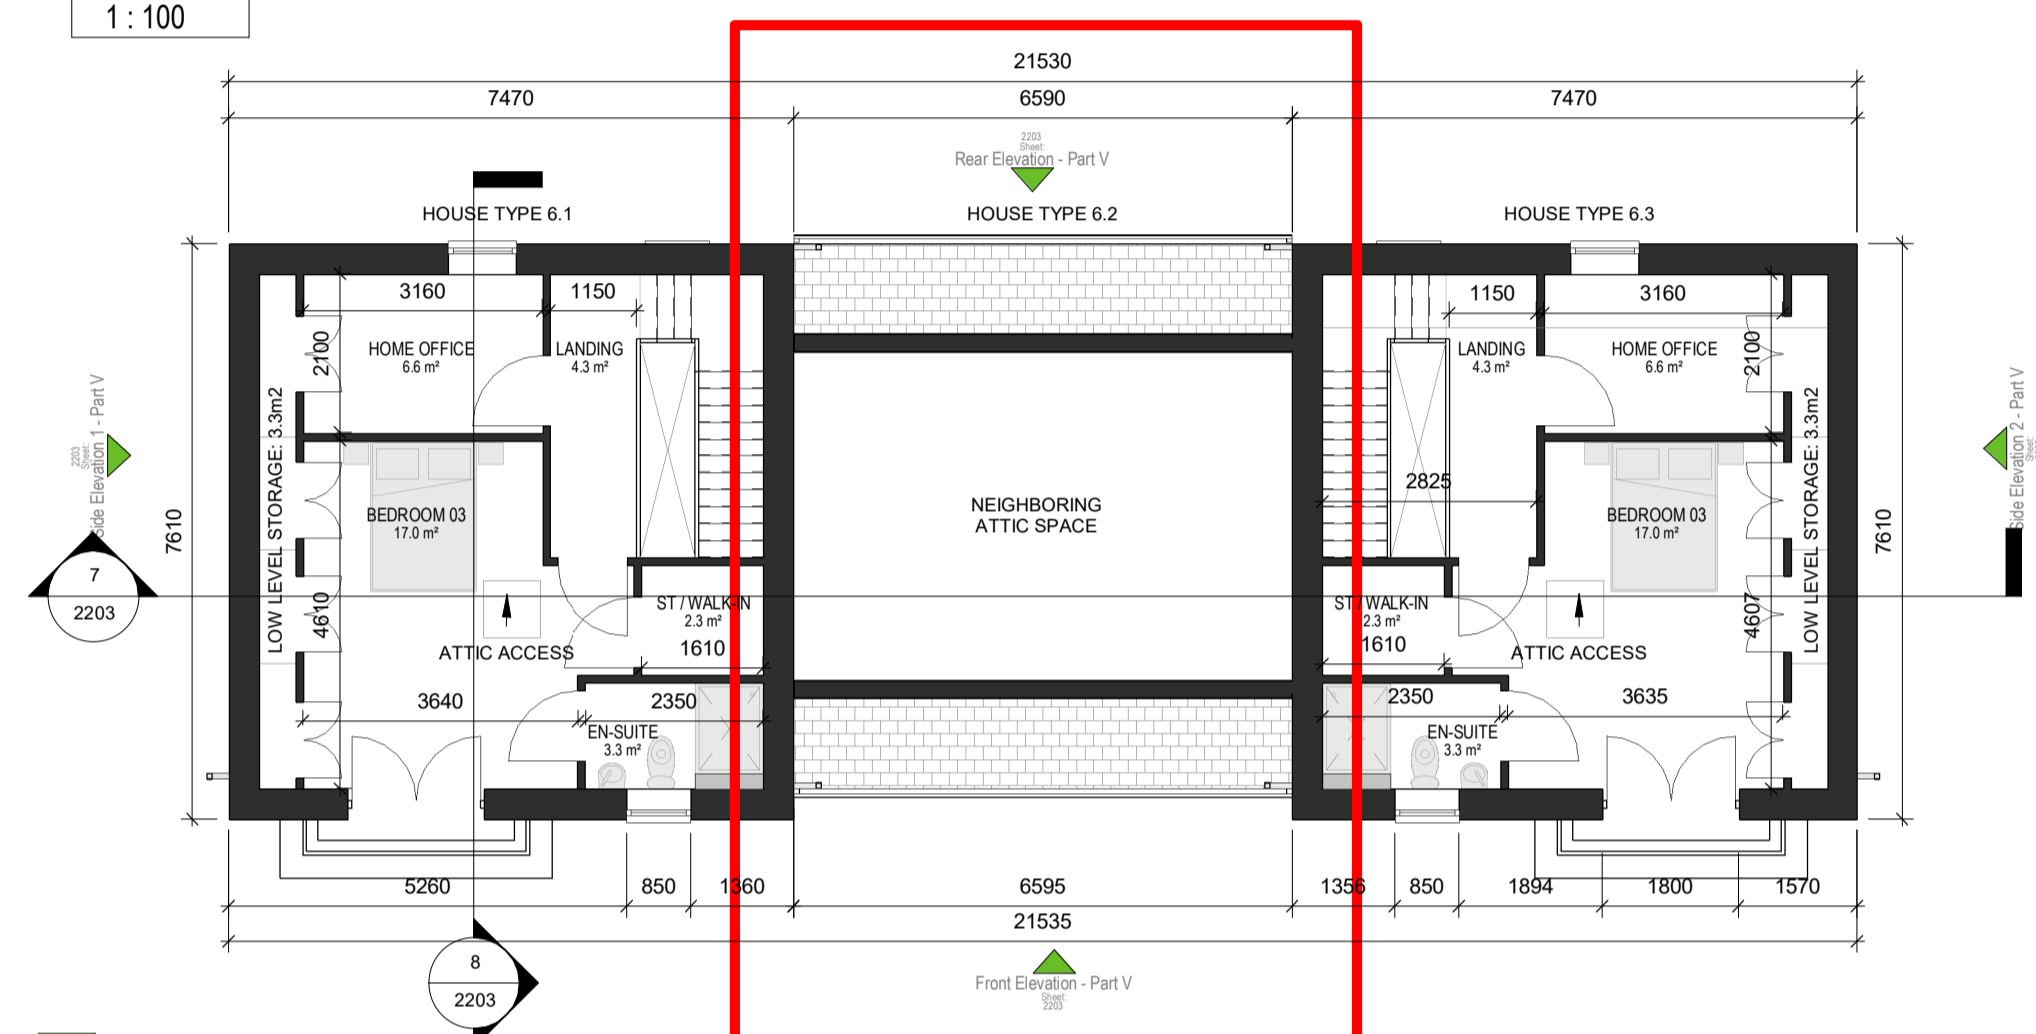 1 : 100
21530
7470
6590
7470
2203
Sheet:
Rear Elevation - Part V
HOUSE TYPE 6.1
HOUSE TYPE 6.2
HOUSE TYPE 6.3
3160
1150
1150
3160
2100
HOME OFFICE
6.6 m²
LANDING
4.3 m²
LANDING
4.3 m²
HOME OFFICE
6.6 m²
2100
2203
Sheet:
Side Elevation 1 - Part V
LOW LEVEL STORAGE: 3.3m2
LOW LEVEL STORAGE: 3.3m2
Side Elevation 2 - Part V
Sheet:
2825
7610
BEDROOM 03
17.0 m²
NEIGHBORING
ATTIC SPACE
BEDROOM 03
17.0 m²
7610
7
2203
4610
ST / WALK-IN
2.3 m²
ST / WALK-IN
2.3 m²
4607
1610
1610
ATTIC ACCESS
ATTIC ACCESS
3640
2350
2350
3635
EN-SUITE
3.3 m²
EN-SUITE
3.3 m²
5260
850
1360
6595
1356
850
1894
1800
1570
21535
8
2203
Front Elevation - Part V
Sheet:
2203